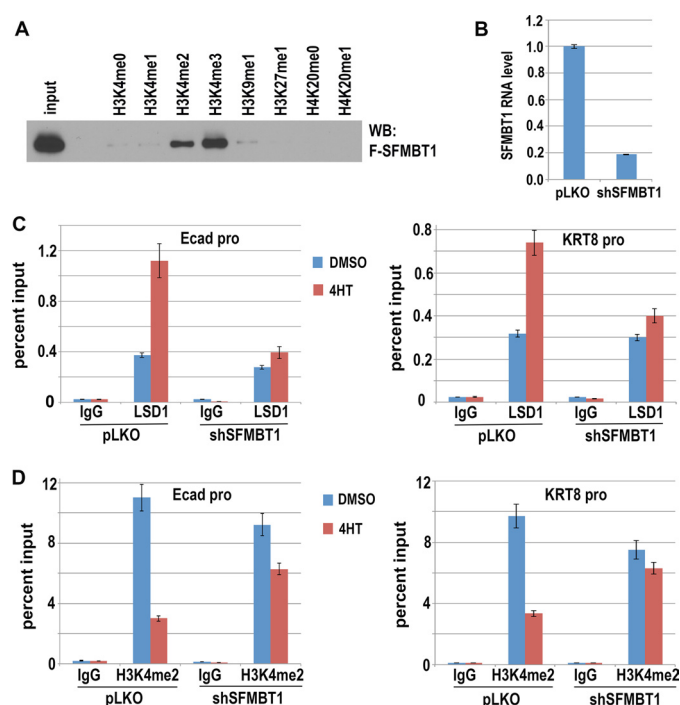 A
input
H3K4me0
H3K4me1
H3K4me2
H3K4me3
H3K9me1
H3K27me1
H4K20me0
H4K20me1
WB:
F-SFMBT1
B
SFMBT1 RNA level
1.2
1.0
0.8
0.6
0.4
0.2
0.0
pLKO shSFMBT1
C
Ecad pro
percent input
1.2
0.8
0.4
0
IgG LSD1 IgG LSD1
pLKO shSFMBT1
DMSO
4HT
KRT8 pro
percent input
0.8
0.6
0.4
0.2
0
IgG LSD1 IgG LSD1
pLKO shSFMBT1
D
Ecad pro
percent input
12
8
4
0
IgG H3K4me2 IgG H3K4me2
pLKO shSFMBT1
DMSO
4HT
KRT8 pro
percent input
12
8
4
0
IgG H3K4me2 IgG H3K4me2
pLKO shSFMBT1